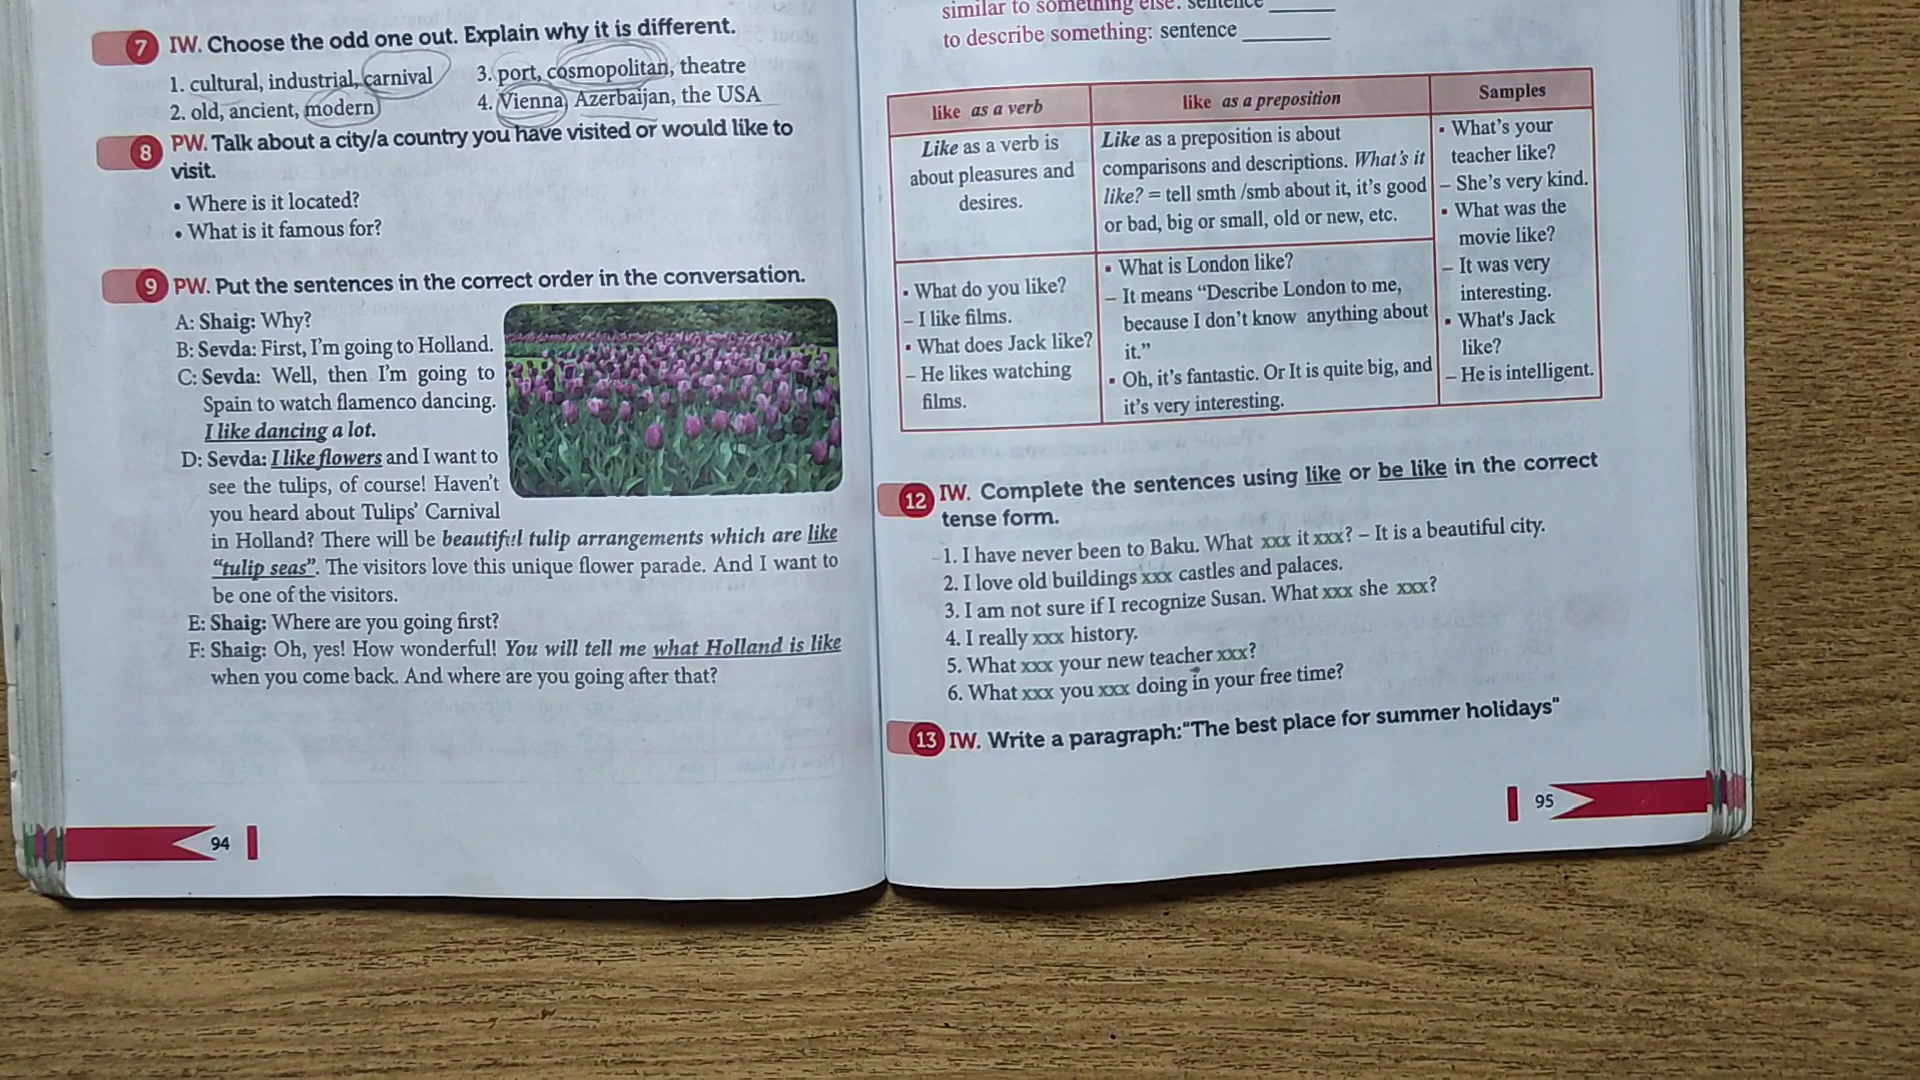 7 IW. Choose the odd one out. Explain why it is different.
1. cultural, industrial, carnival
2. old, ancient, modern
3. port, cosmopolitan, theatre
4. Vienna, Azerbaijan, the USA
8 PW. Talk about a city/a country you have visited or would like to
visit.
• Where is it located?
• What is it famous for?
9 PW. Put the sentences in the correct order in the conversation.
A: Shaig: Why?
B: Sevda: First, I'm going to Holland.
C: Sevda: Well, then I'm going to
Spain to watch flamenco dancing.
I like dancing a lot.
D: Sevda: I like flowers and I want to
see the tulips, of course! Haven't
you heard about Tulips' Carnival
in Holland? There will be beautiful tulip arrangements which are like
“tulip seas”. The visitors love this unique flower parade. And I want to
be one of the visitors.
E: Shaig: Where are you going first?
F: Shaig: Oh, yes! How wonderful! You will tell me what Holland is like
when you come back. And where are you going after that?
94
similar to something else: sentence ______
to describe something: sentence ________
like as a verb
Like as a verb is
about pleasures and
desires.
▪ What do you like?
– I like films.
▪ What does Jack like?
– He likes watching
films.
like as a preposition
Like as a preposition is about
comparisons and descriptions. What's it
like? = tell smth /smb about it, it's good
or bad, big or small, old or new, etc.
▪ What is London like?
– It means “Describe London to me,
because I don't know anything about
it.”
▪ Oh, it's fantastic. Or It is quite big, and
it's very interesting.
Samples
▪ What's your
teacher like?
– She's very kind.
▪ What was the
movie like?
– It was very
interesting.
▪ What's Jack
like?
– He is intelligent.
12 IW. Complete the sentences using like or be like in the correct
tense form.
1. I have never been to Baku. What xxx it xxx? – It is a beautiful city.
2. I love old buildings xxx castles and palaces.
3. I am not sure if I recognize Susan. What xxx she xxx?
4. I really xxx history.
5. What xxx your new teacher xxx?
6. What xxx you xxx doing in your free time?
13 IW. Write a paragraph:“The best place for summer holidays”
95